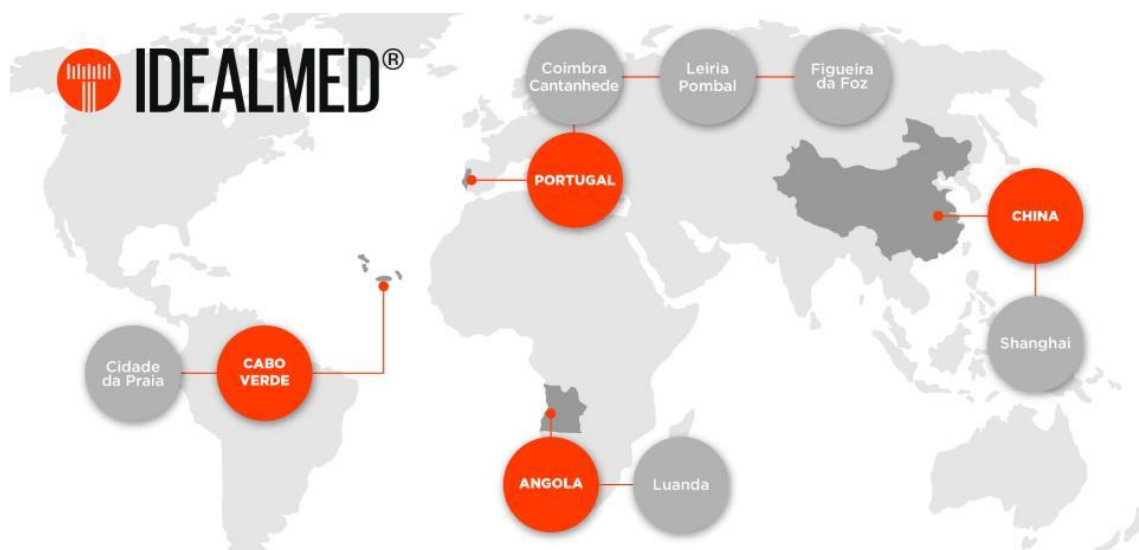 IDEALMED®
Coimbra
Cantanhede
Leiria
Pombal
Figueira
da Foz
PORTUGAL
CHINA
Shanghai
Cidade
da Praia
CABO
VERDE
ANGOLA
Luanda